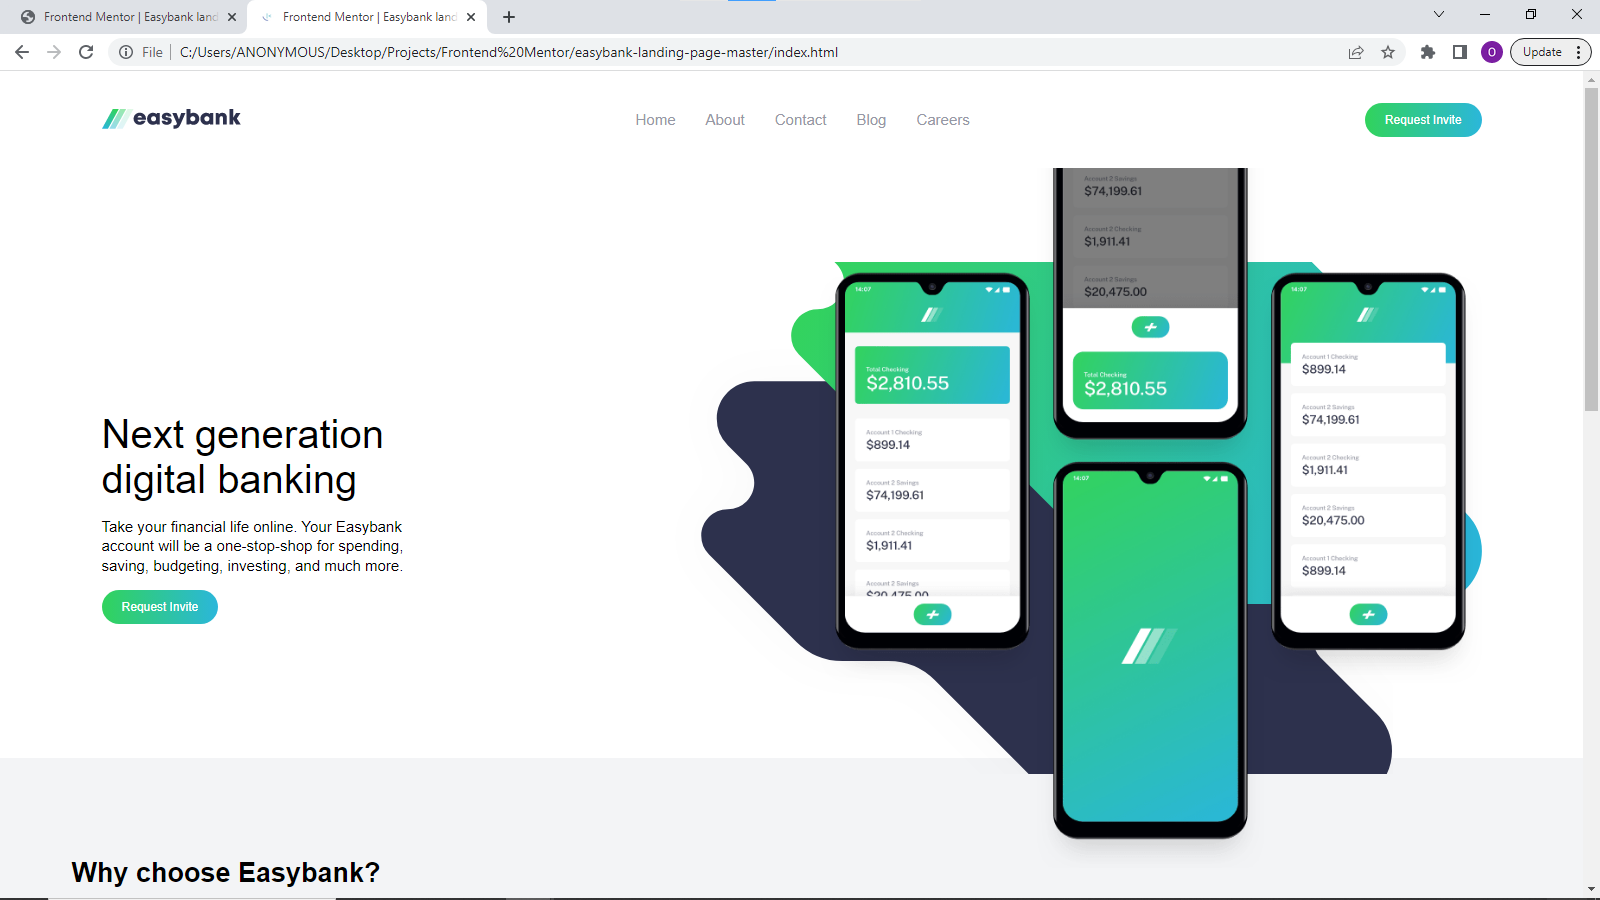 Frontend Mentor | Easybank land
Frontend Mentor | Easybank land
File
C:/Users/ANONYMOUS/Desktop/Projects/Frontend%20Mentor/easybank-landing-page-master/index.html
O
Update
easybank
Home
About
Contact
Blog
Careers
Request Invite
Next generation
digital banking
Take your financial life online. Your Easybank
account will be a one-stop-shop for spending,
saving, budgeting, investing, and much more.
Request Invite
14:07
Total Checking
$2,810.55
Account 1 Checking
$899.14
Account 2 Savings
$74,199.61
Account 2 Checking
$1,911.41
Account 2 Savings
$20,475.00
Account 2 Savings
$74,199.61
Account 2 Checking
$1,911.41
Account 2 Savings
$20,475.00
Total Checking
$2,810.55
14:07
14:07
Account 1 Checking
$899.14
Account 2 Savings
$74,199.61
Account 2 Checking
$1,911.41
Account 2 Savings
$20,475.00
Account 1 Checking
$899.14
Why choose Easybank?